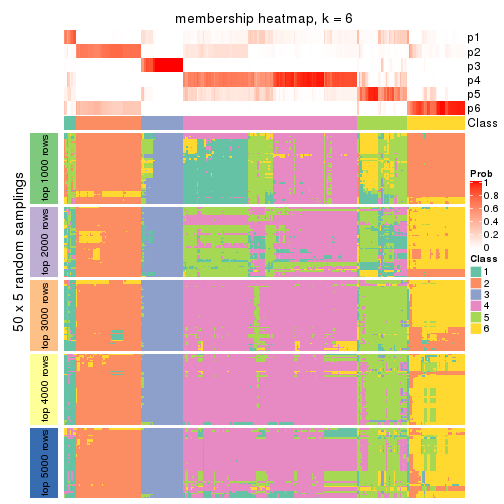 membership heatmap, k = 6
p1
p2
p3
p4
p5
p6
Class
50 x 5 random samplings
top 1000 rows
top 2000 rows
top 3000 rows
top 4000 rows
top 5000 rows
Prob
1
0.8
0.6
0.4
0.2
0
Class
1
2
3
4
5
6